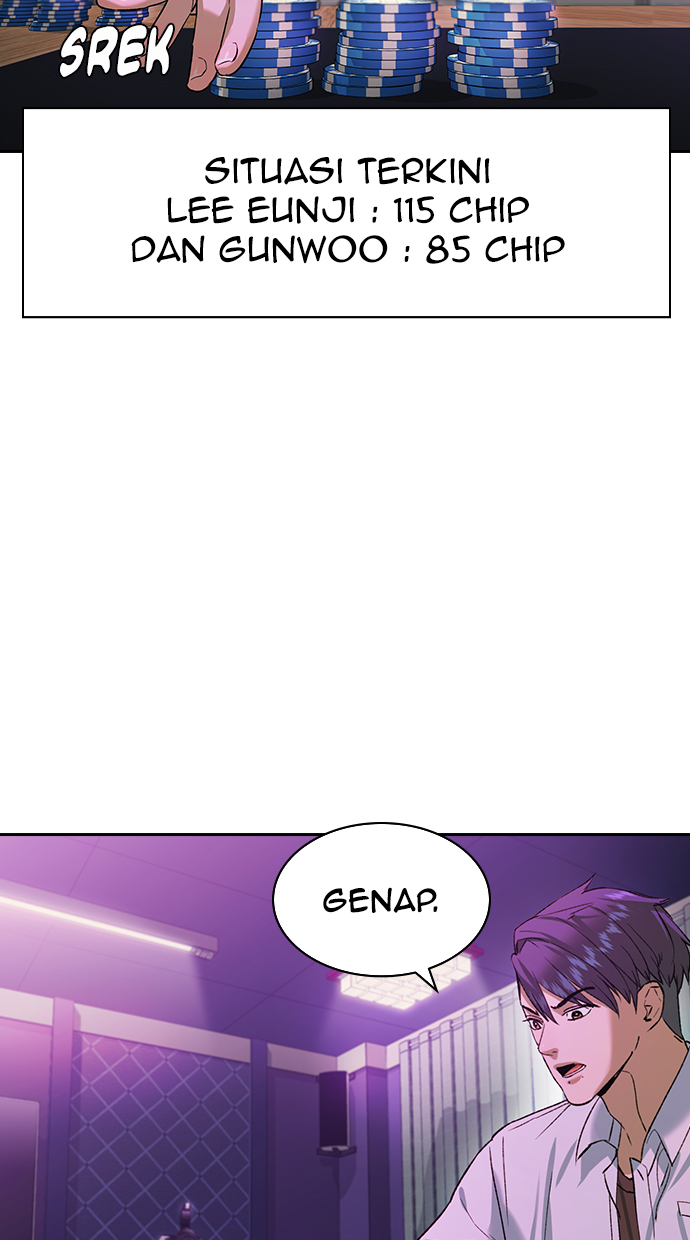 SREK
SITUASI TERKINI
LEE EUNJI : 115 CHIP
DAN GUNWOO : 85 CHIP
GENAP.